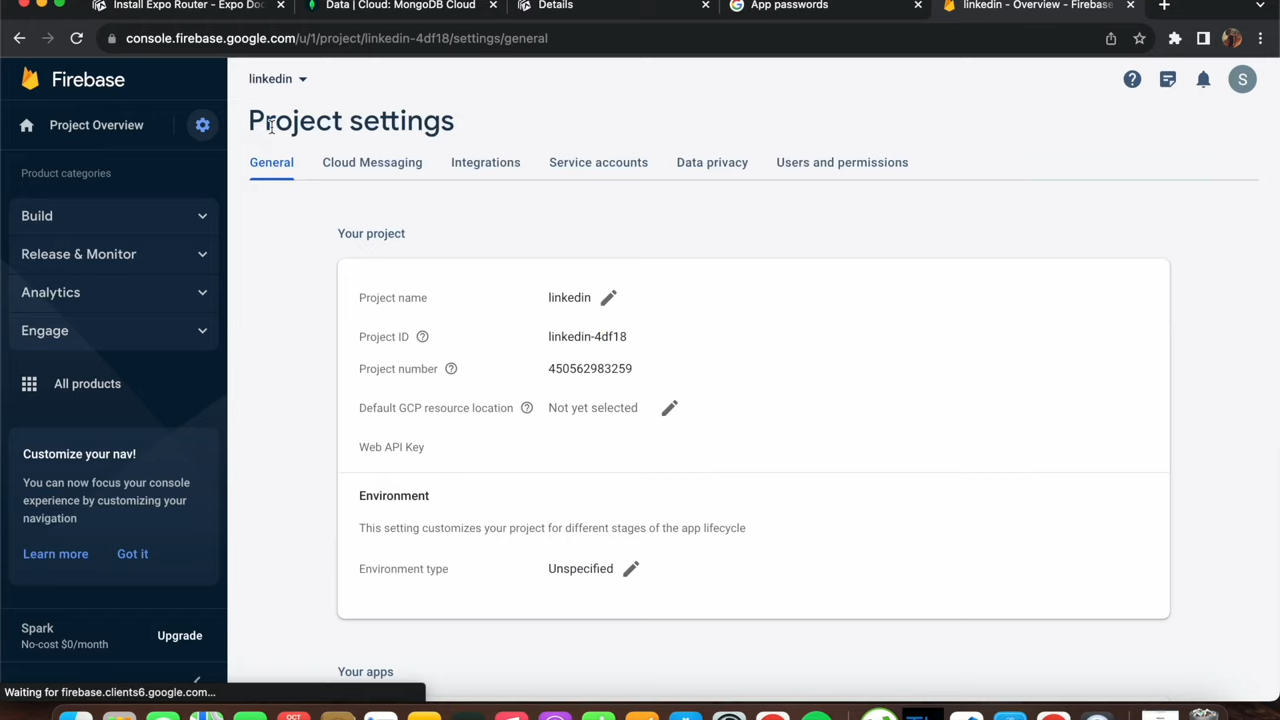 Install Expo Router - Expo Doc
Data | Cloud: MongoDB Cloud
Details
App passwords
linkedin - Overview - Firebase
console.firebase.google.com/u/1/project/linkedin-4df18/settings/general
Firebase
linkedin
S
Project settings
Project Overview
General
Cloud Messaging
Integrations
Service accounts
Data privacy
Users and permissions
Product categories
Build
Release & Monitor
Analytics
Engage
All products
Customize your nav!
You can now focus your console
experience by customizing your
navigation
Learn more
Got it
Spark
No-cost $0/month
Upgrade
Your project
Project name
linkedin
Project ID
linkedin-4df18
Project number
450562983259
Default GCP resource location
Not yet selected
Web API Key
Environment
This setting customizes your project for different stages of the app lifecycle
Environment type
Unspecified
Your apps
Waiting for firebase.clients6.google.com...
OCT